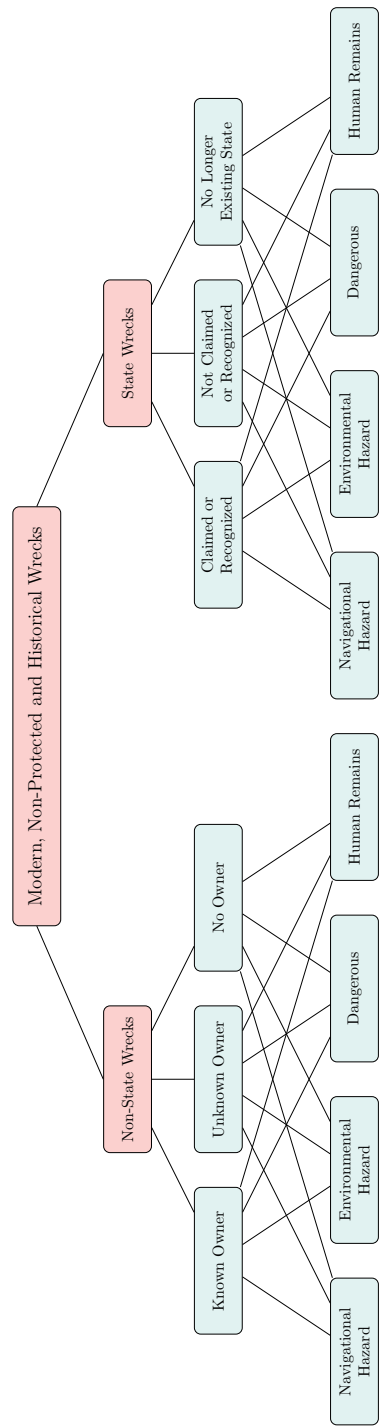 Modern, Non-Protected and Historical Wrecks
Non-State Wrecks
State Wrecks
Known Owner
Unknown Owner
No Owner
Claimed or
Recognized
Not Claimed
or Recognized
No Longer
Existing State
Navigational
Hazard
Environmental
Hazard
Dangerous
Human Remains
Navigational
Hazard
Environmental
Hazard
Dangerous
Human Remains